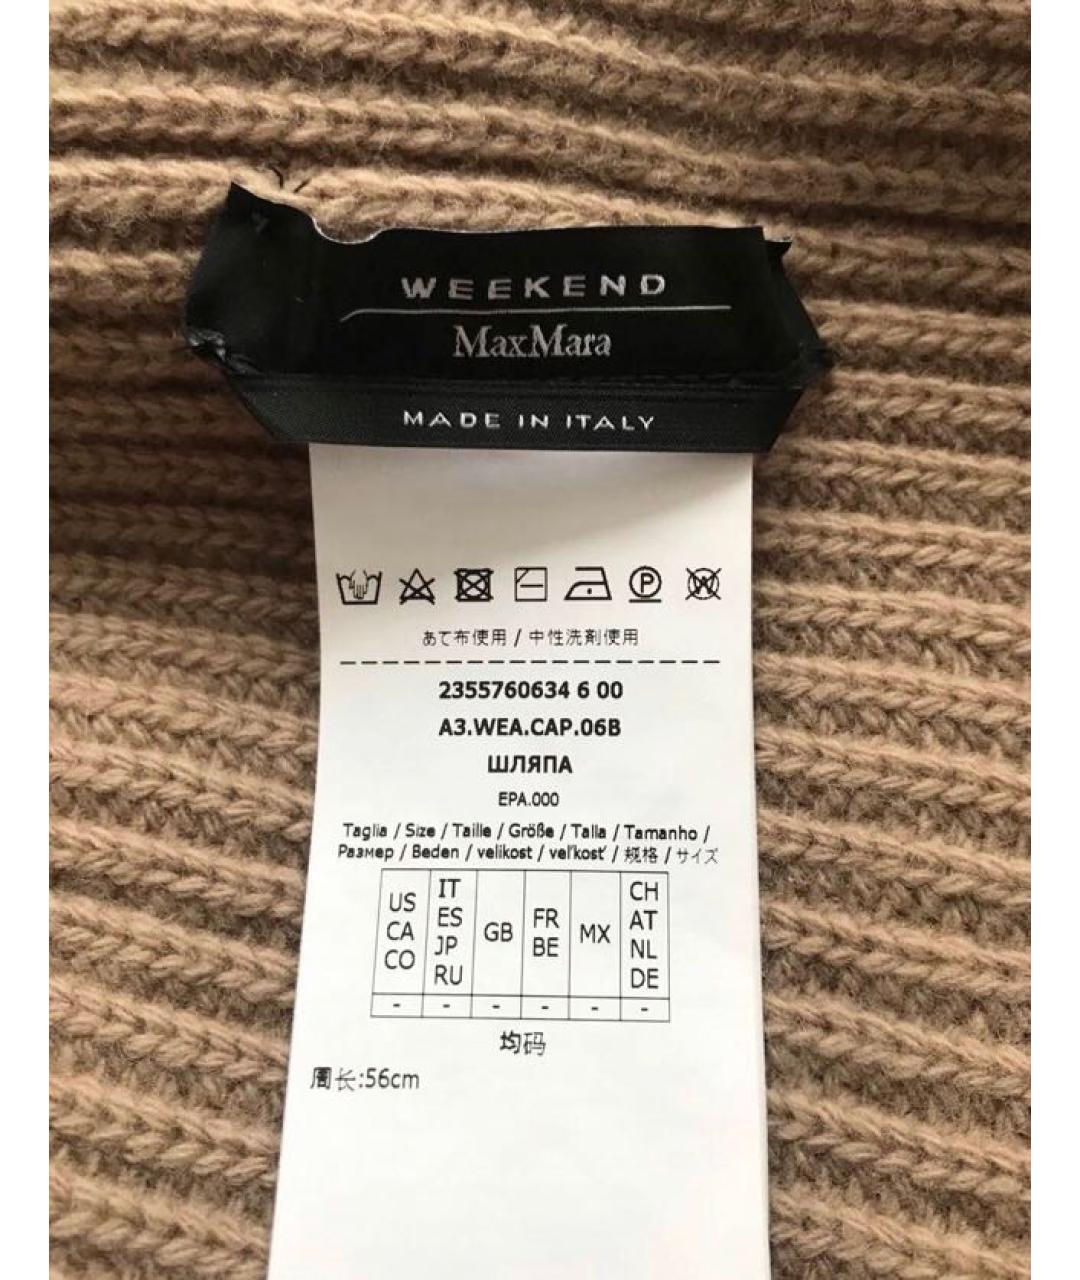 WEEKEND
MaxMara
MADE IN ITALY
P W
あて布使用 / 中性洗剤使用
2355760634 6 00
A3.WEA.CAP.06B
ШЛЯПА
EPA.000
Taglia / Size / Taille / Größe / Talla / Tamanho /
Размер / Beden / velikost / veľkosť / 规格 / サイズ
US CA CO IT ES JP RU GB FR BE MX CH AT NL DE
- - - - - -
均码
周长:56cm